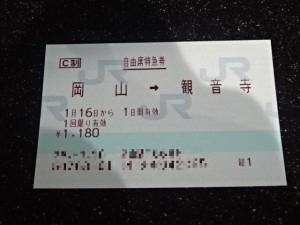 C制 自由席特急券
岡山 → 観音寺
1月16日から 1日間有効
1回限り有効
¥1,180